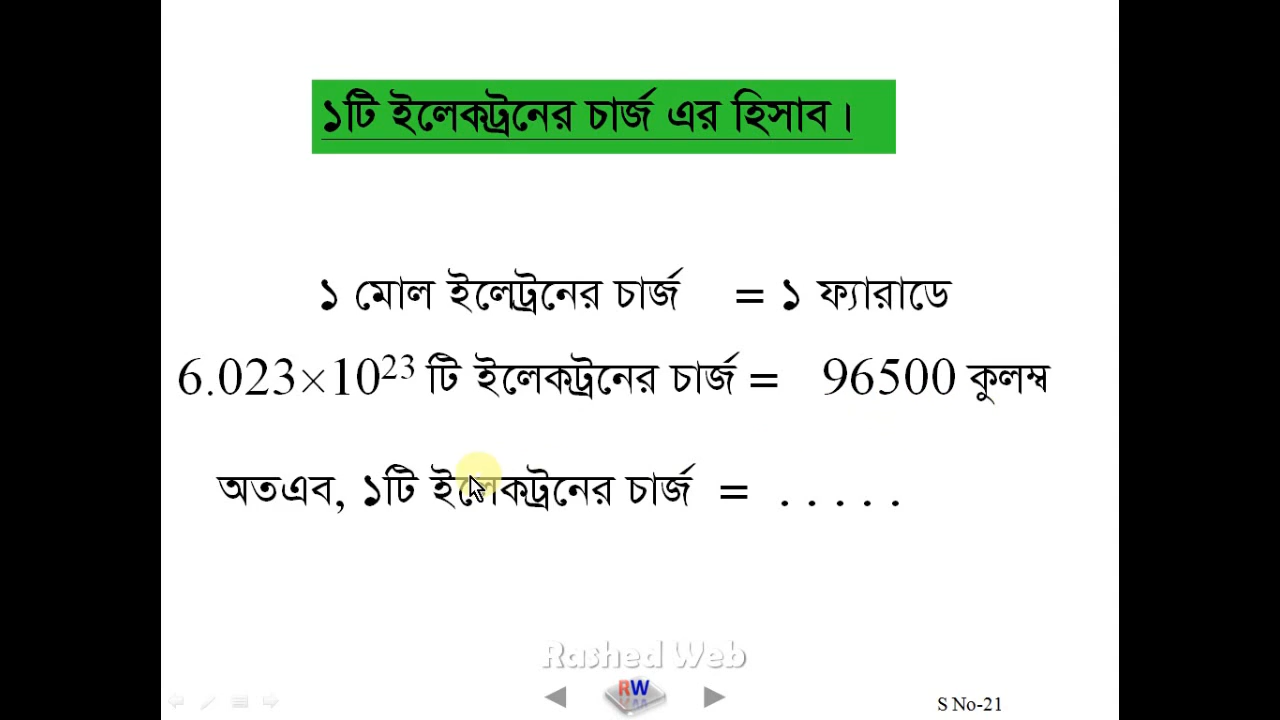 ১টি ইলেকট্রনের চার্জ এর হিসাব।
১ মোল ইলেট্রনের চার্জ = ১ ফ্যারাডে
6.023×10²³ টি ইলেকট্রনের চার্জ = 96500 কুলম্ব
অতএব, ১টি ইলেকট্রনের চার্জ = . . . . .
Rashed Web
RW
S No-21